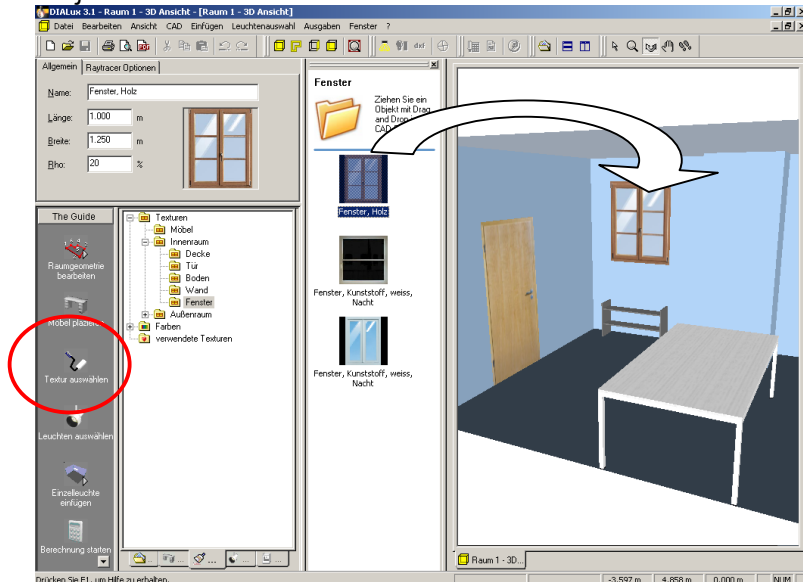 DIALux 3.1 - Raum 1 - 3D Ansicht - [Raum 1 - 3D Ansicht]
Datei Bearbeiten Ansicht CAD Einfügen Leuchtenauswahl Ausgaben Fenster ?
Allgemein Raytracer Optionen
Name: Fenster, Holz
Länge: 1.000 m
Breite: 1.250 m
Rho: 20 %
The Guide
Raumgeometrie
bearbeiten
Möbel plazieren
Textur auswählen
Leuchten auswählen
Einzelleuchte
einfügen
Berechnung starten
Texturen
Möbel
Innenraum
Decke
Tür
Boden
Wand
Fenster
Außenraum
Farben
verwendete Texturen
Fenster
Ziehen Sie ein
Objekt mit Drag
and Drop
CAD
Fenster, Holz
Fenster, Kunststoff, weiss,
Nacht
Fenster, Kunststoff, weiss,
Nacht
Raum 1 - 3D...
Drücken Sie F1, um Hilfe zu erhalten.
-3.597 m 4.858 m 0.000 m NUM